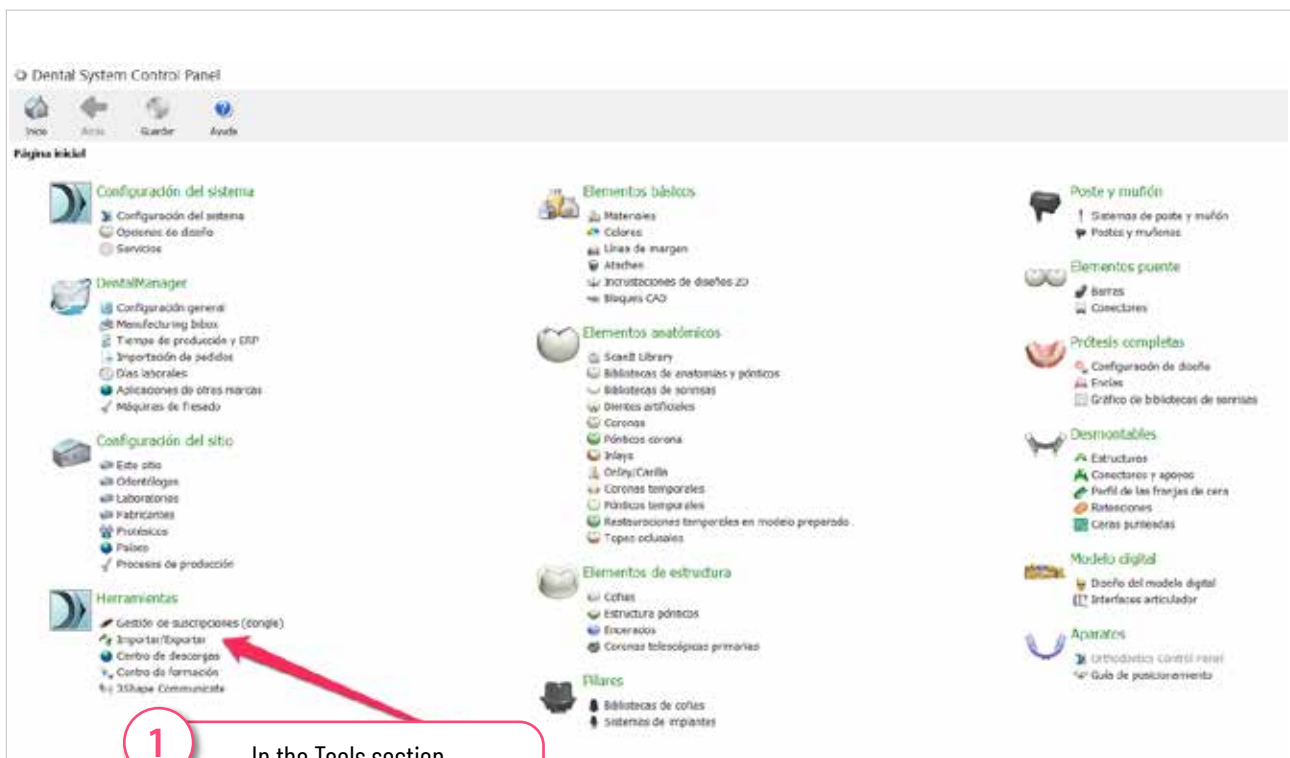 Dental System Control Panel
Inicio Atrás Guardar Ayuda
Página inicial
Configuración del sistema
Configuración del sistema
Opciones de diseño
Servicios
DentalManager
Configuración general
Manufacturing Inbox
Tiempo de producción y ERP
Importación de pedidos
Días laborales
Aplicaciones de otras marcas
Máquinas de fresado
Configuración del sitio
Este sitio
Odontólogos
Laboratorios
Fabricantes
Protésicos
Países
Procesos de producción
Herramientas
Gestión de suscripciones (dongle)
Importar/Exportar
Centro de descargas
Centro de formación
3Shape Communicate
Elementos básicos
Materiales
Colores
Línea de margen
Ataches
Incrustaciones de diseños 2D
Bloques CAD
Elementos anatómicos
ScanIt Library
Bibliotecas de anatomías y pónticos
Bibliotecas de sonrisas
Dientes artificiales
Coronas
Pónticos corona
Inlays
Onlay/Carilla
Coronas temporales
Pónticos temporales
Restauraciones temporales en modelo preparado
Topes oclusales
Elementos de estructura
Cofias
Estructura pónticos
Encerados
Coronas telescópicas primarias
Pilares
Bibliotecas de cofias
Sistemas de implantes
Poste y muñón
Sistemas de poste y muñón
Postes y muñones
Elementos puente
Barras
Conectores
Prótesis completas
Configuración de diseño
Encías
Gráfico de bibliotecas de sonrisas
Desmontables
Estructuras
Conectores y apoyos
Perfil de las franjas de cera
Retenciones
Ceras punteadas
Modelo digital
Diseño del modelo digital
Interfaces articulador
Aparatos
Orthodontics Control Panel
Guía de posicionamiento
1
In the Tools section